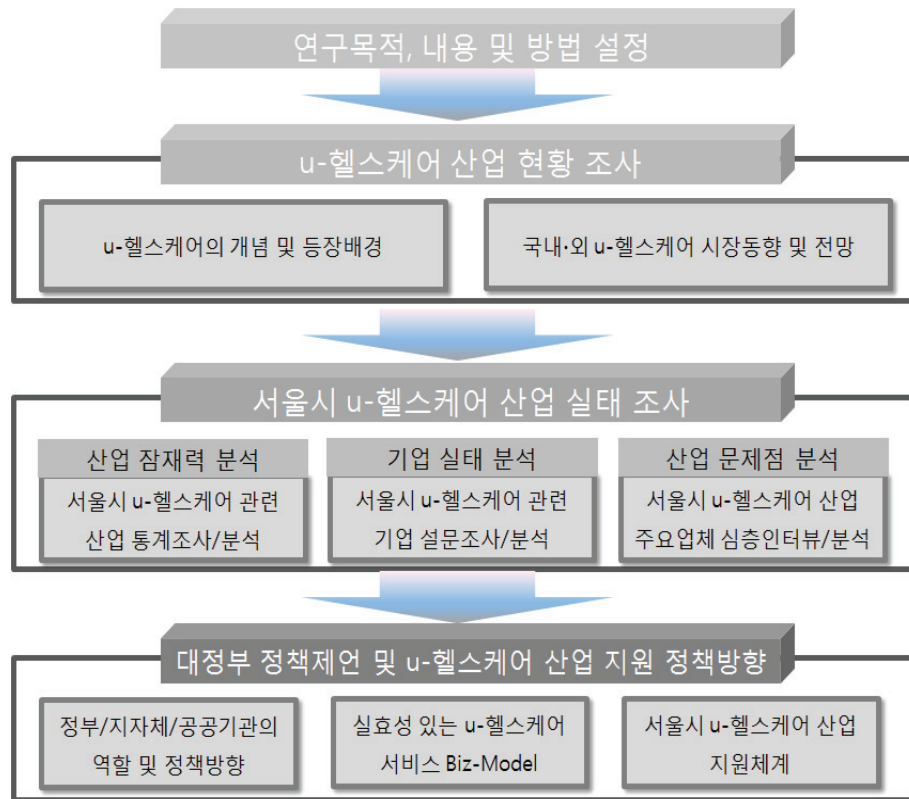 연구목적, 내용 및 방법 설정
u-헬스케어 산업 현황 조사
u-헬스케어의 개념 및 등장배경
국내·외 u-헬스케어 시장동향 및 전망
서울시 u-헬스케어 산업 실태 조사
산업 잠재력 분석
서울시 u-헬스케어 관련
산업 통계조사/분석
기업 실태 분석
서울시 u-헬스케어 관련
기업 설문조사/분석
산업 문제점 분석
서울시 u-헬스케어 산업
주요업체 심층인터뷰/분석
대정부 정책제언 및 u-헬스케어 산업 지원 정책방향
정부/지자체/공공기관의
역할 및 정책방향
실효성 있는 u-헬스케어
서비스 Biz-Model
서울시 u-헬스케어 산업
지원체계